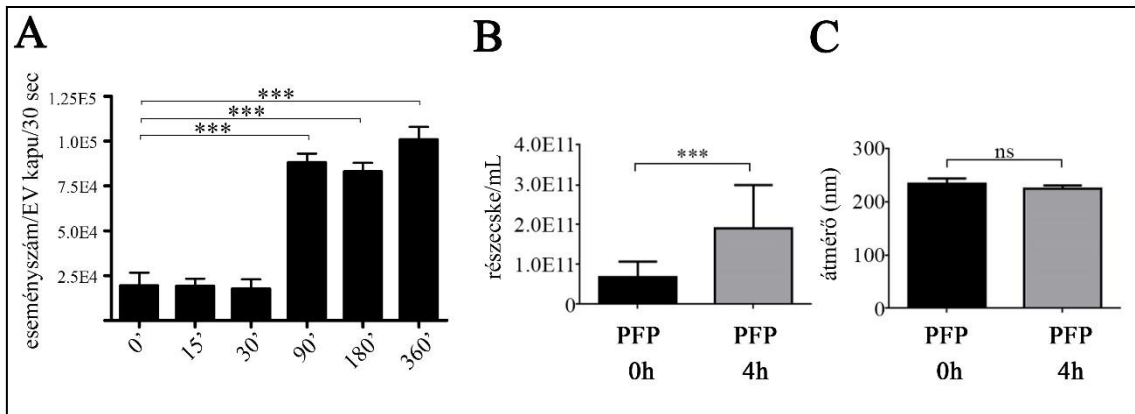 A
eseményszám/EV kapu/30 sec
1.25E5
1.0E5
7.5E4
5.0E4
2.5E4
***
***
***
0'
15'
30'
90'
180'
360'
B
részecske/mL
4.0E11
3.0E11
2.0E11
1.0E11
0
***
PFP
0h
PFP
4h
C
átmérő (nm)
300
200
100
0
ns
PFP
0h
PFP
4h